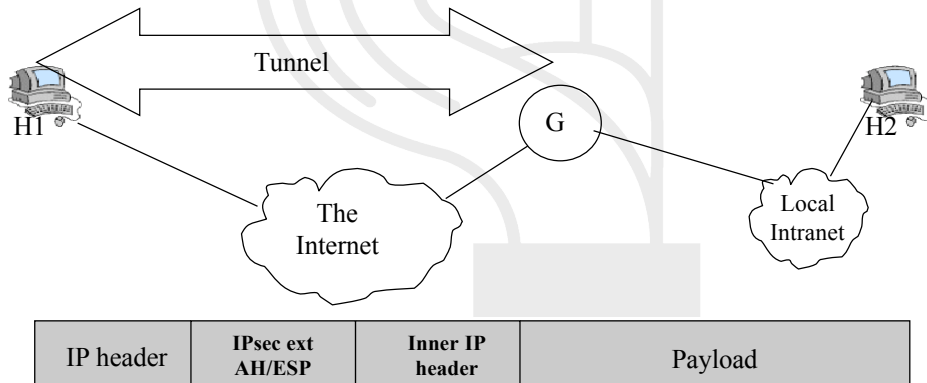 Tunnel
H1
G
H2
The
Internet
Local
Intranet
IP header
IPsec ext
AH/ESP
Inner IP
header
Payload